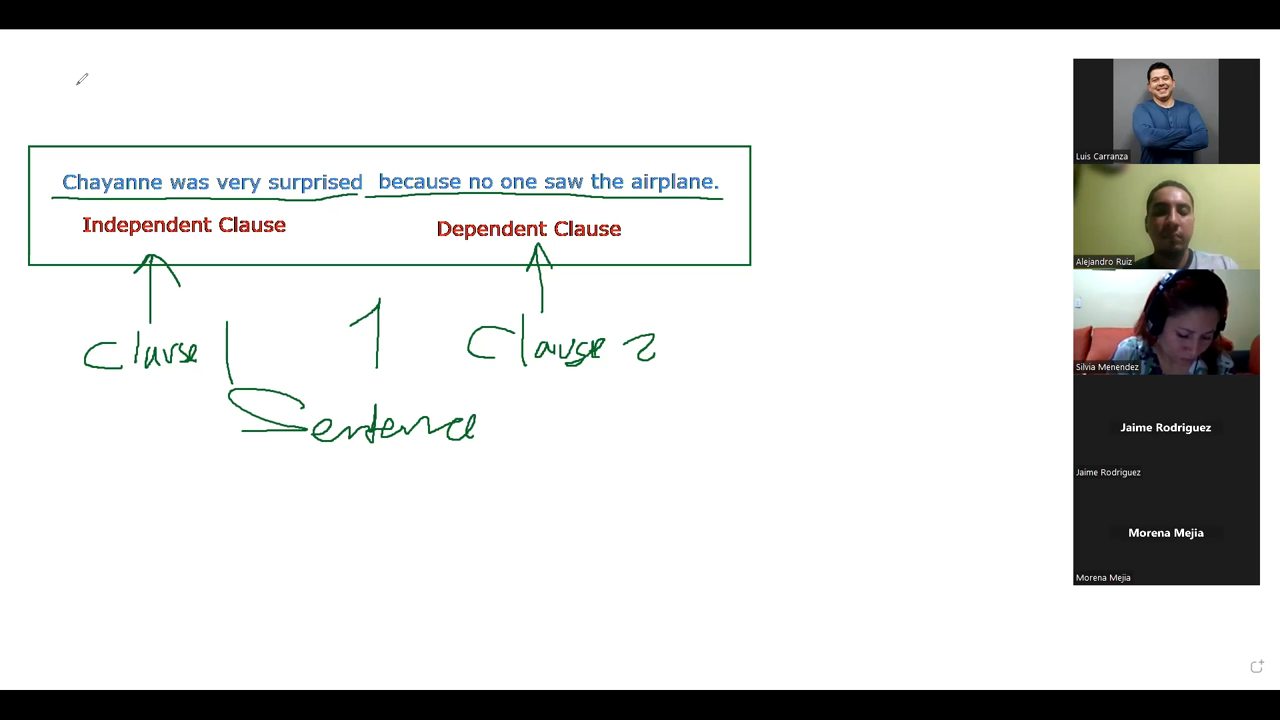 Chayanne was very surprised because no one saw the airplane.
Independent Clause Dependent Clause
Clause 1 1 Clause 2
Sentence
Luis Carranza
Alejandro Ruiz
Silvia Menendez
Jaime Rodriguez
Jaime Rodriguez
Morena Mejia
Morena Mejia